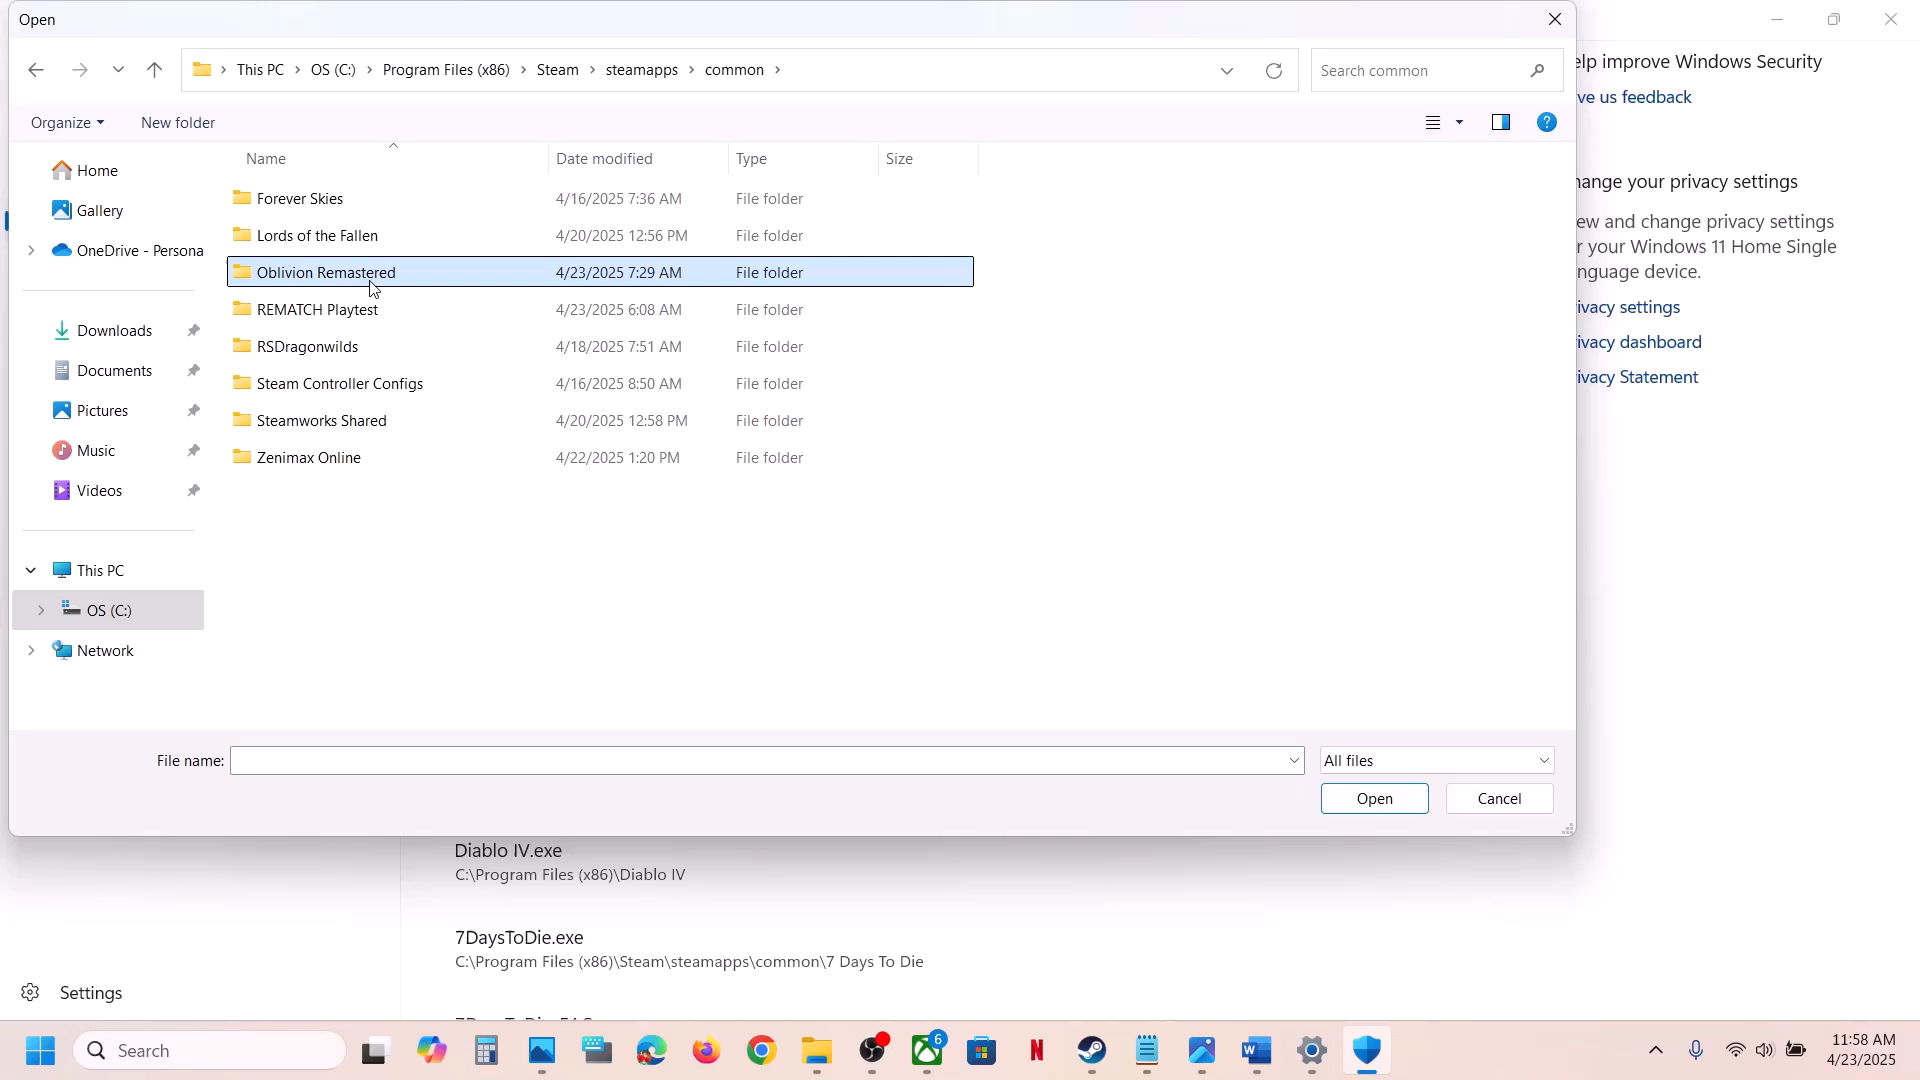 Open
This PC > OS (C:) > Program Files (x86) > Steam > steamapps > common >
Search common
Organize
New folder
Name
Date modified
Type
Size
Home
Gallery
OneDrive - Persona
Downloads
Documents
Pictures
Music
Videos
This PC
OS (C:)
Network
Forever Skies 4/16/2025 7:36 AM File folder
Lords of the Fallen 4/20/2025 12:56 PM File folder
Oblivion Remastered 4/23/2025 7:29 AM File folder
REMATCH Playtest 4/23/2025 6:08 AM File folder
RSDragonwilds 4/18/2025 7:51 AM File folder
Steam Controller Configs 4/16/2025 8:50 AM File folder
Steamworks Shared 4/20/2025 12:58 PM File folder
Zenimax Online 4/22/2025 1:20 PM File folder
File name:
All files
Open
Cancel
elp improve Windows Security
ve us feedback
hange your privacy settings
ew and change privacy settings
r your Windows 11 Home Single
nguage device.
ivacy settings
ivacy dashboard
ivacy Statement
Diablo IV.exe
C:\Program Files (x86)\Diablo IV
7DaysToDie.exe
C:\Program Files (x86)\Steam\steamapps\common\7 Days To Die
Settings
Search
6
11:58 AM
4/23/2025